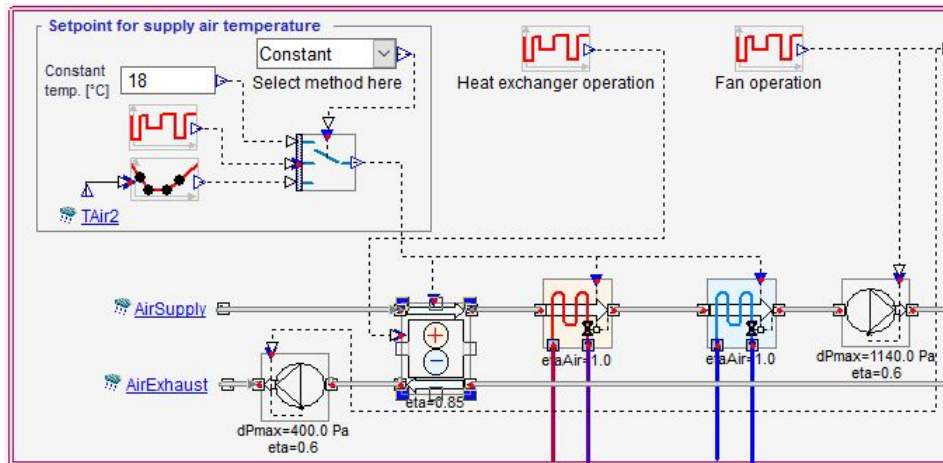 Setpoint for supply air temperature
Constant
temp. [°C]
18
Constant
Select method here
Heat exchanger operation
Fan operation
TAir2
AirSupply
etaAir=1.0
etaAir=1.0
dPmax=1140.0 Pa
eta=0.6
AirExhaust
eta=0.85
dPmax=400.0 Pa
eta=0.6